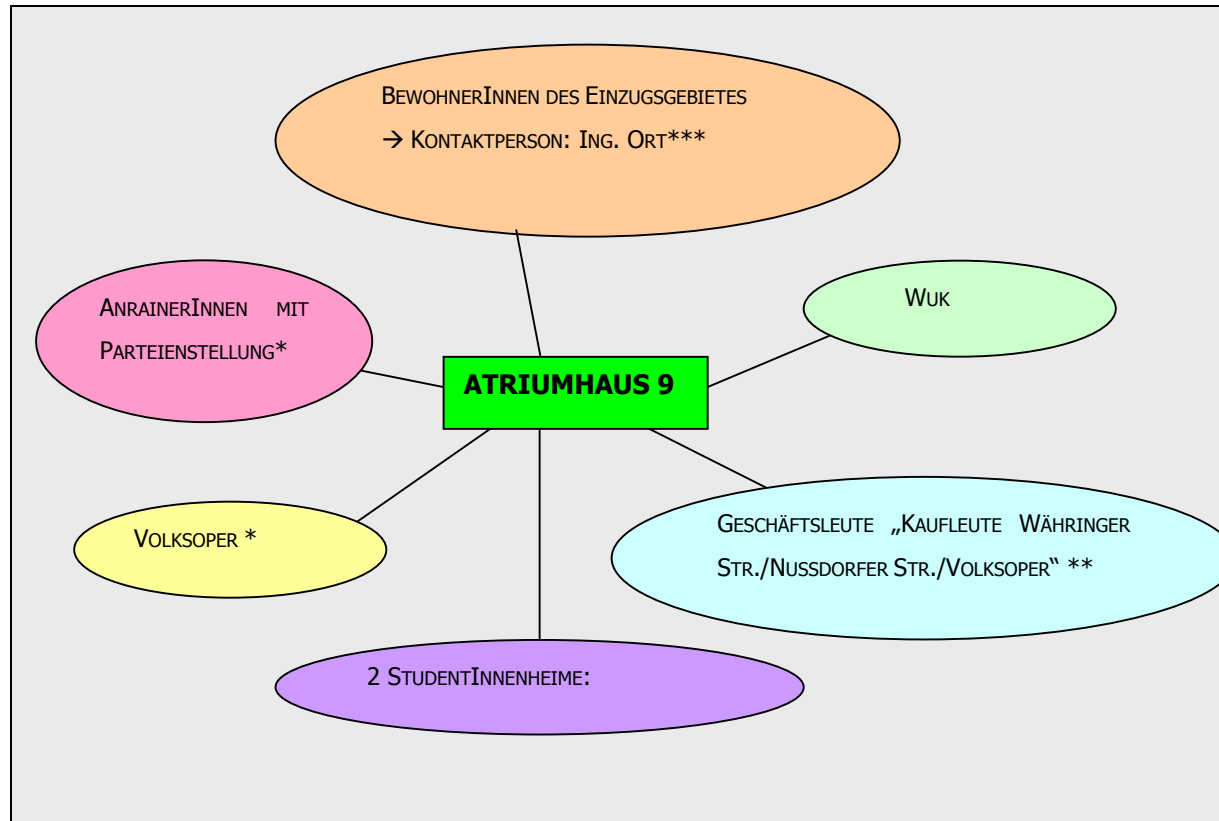 BewohnerInnen des Einzugsgebietes
→ Kontaktperson: Ing. Ort***
AnrainerInnen mit
Parteienstellung*
Wuk
ATRIUMHAUS 9
Volksoper *
Geschäftsleute „Kaufleute Währinger
Str./Nussdorfer Str./Volksoper“ **
2 StudentInnenheime: